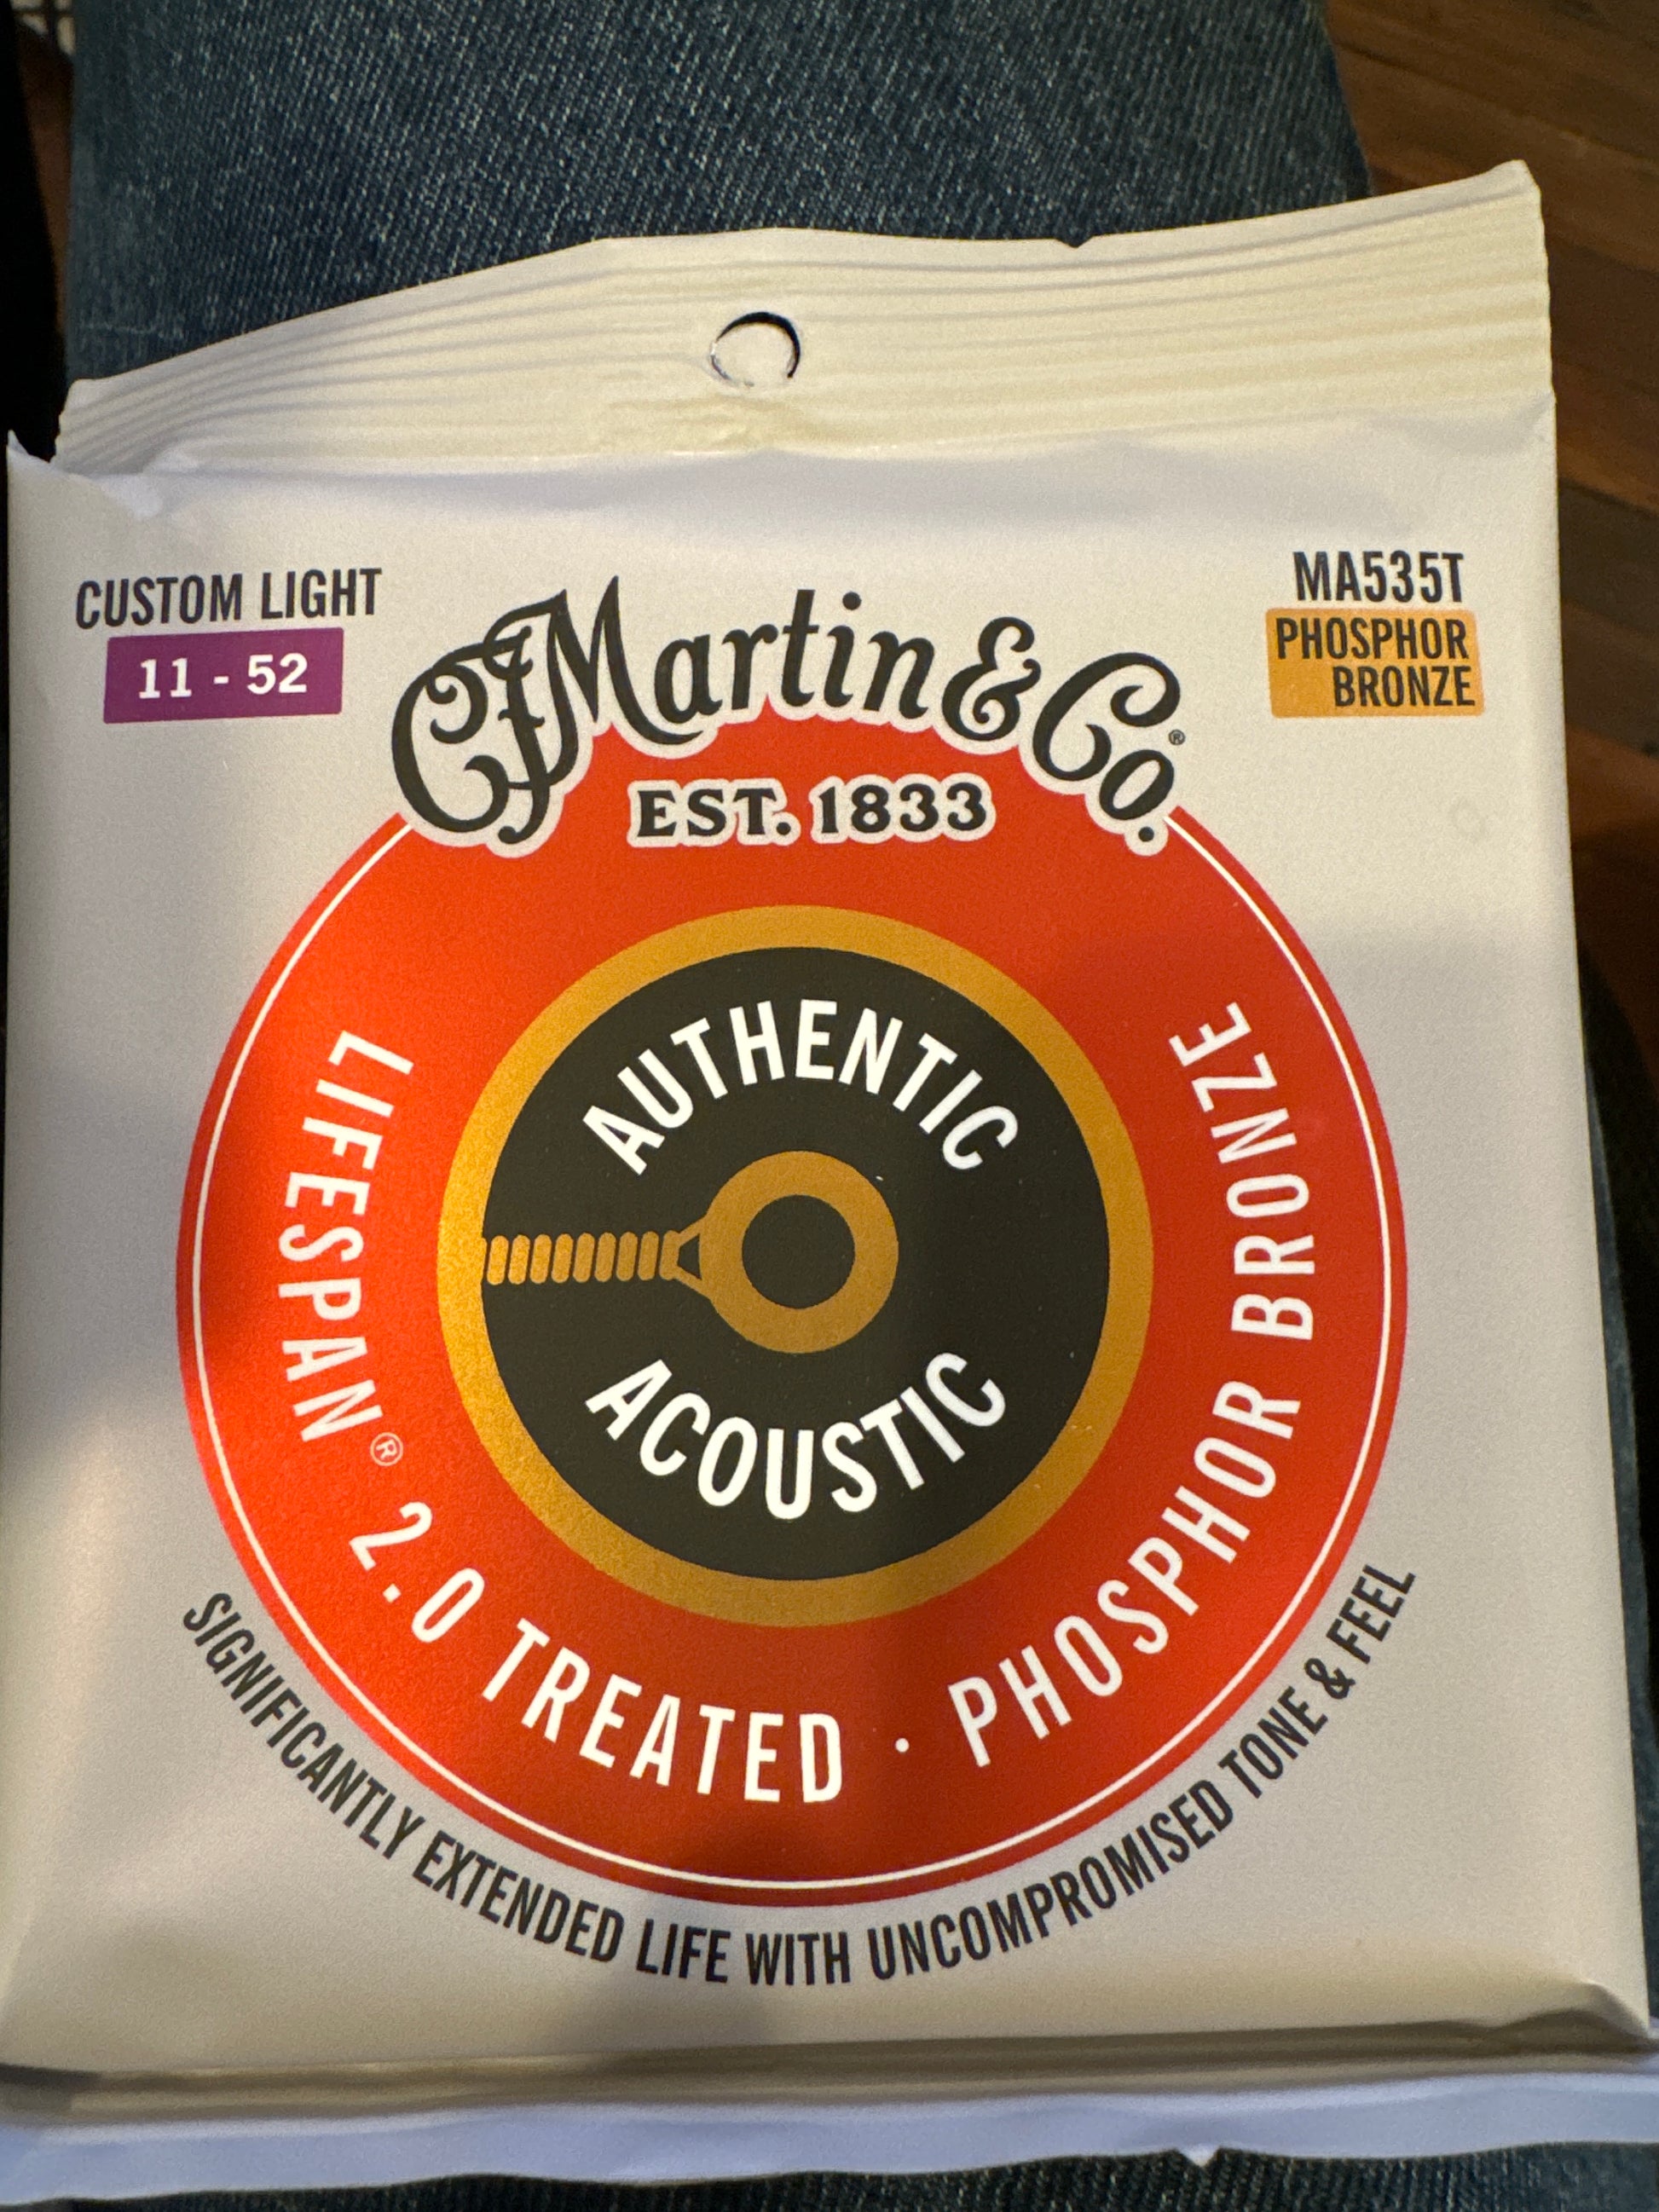 CUSTOM LIGHT
11 - 52
MA535T
PHOSPHOR
BRONZE
CFMartin & Co.®
EST. 1833
AUTHENTIC
ACOUSTIC
LIFESPAN® 2.0 TREATED · PHOSPHOR BRONZE
SIGNIFICANTLY EXTENDED LIFE WITH UNCOMPROMISED TONE & FEEL